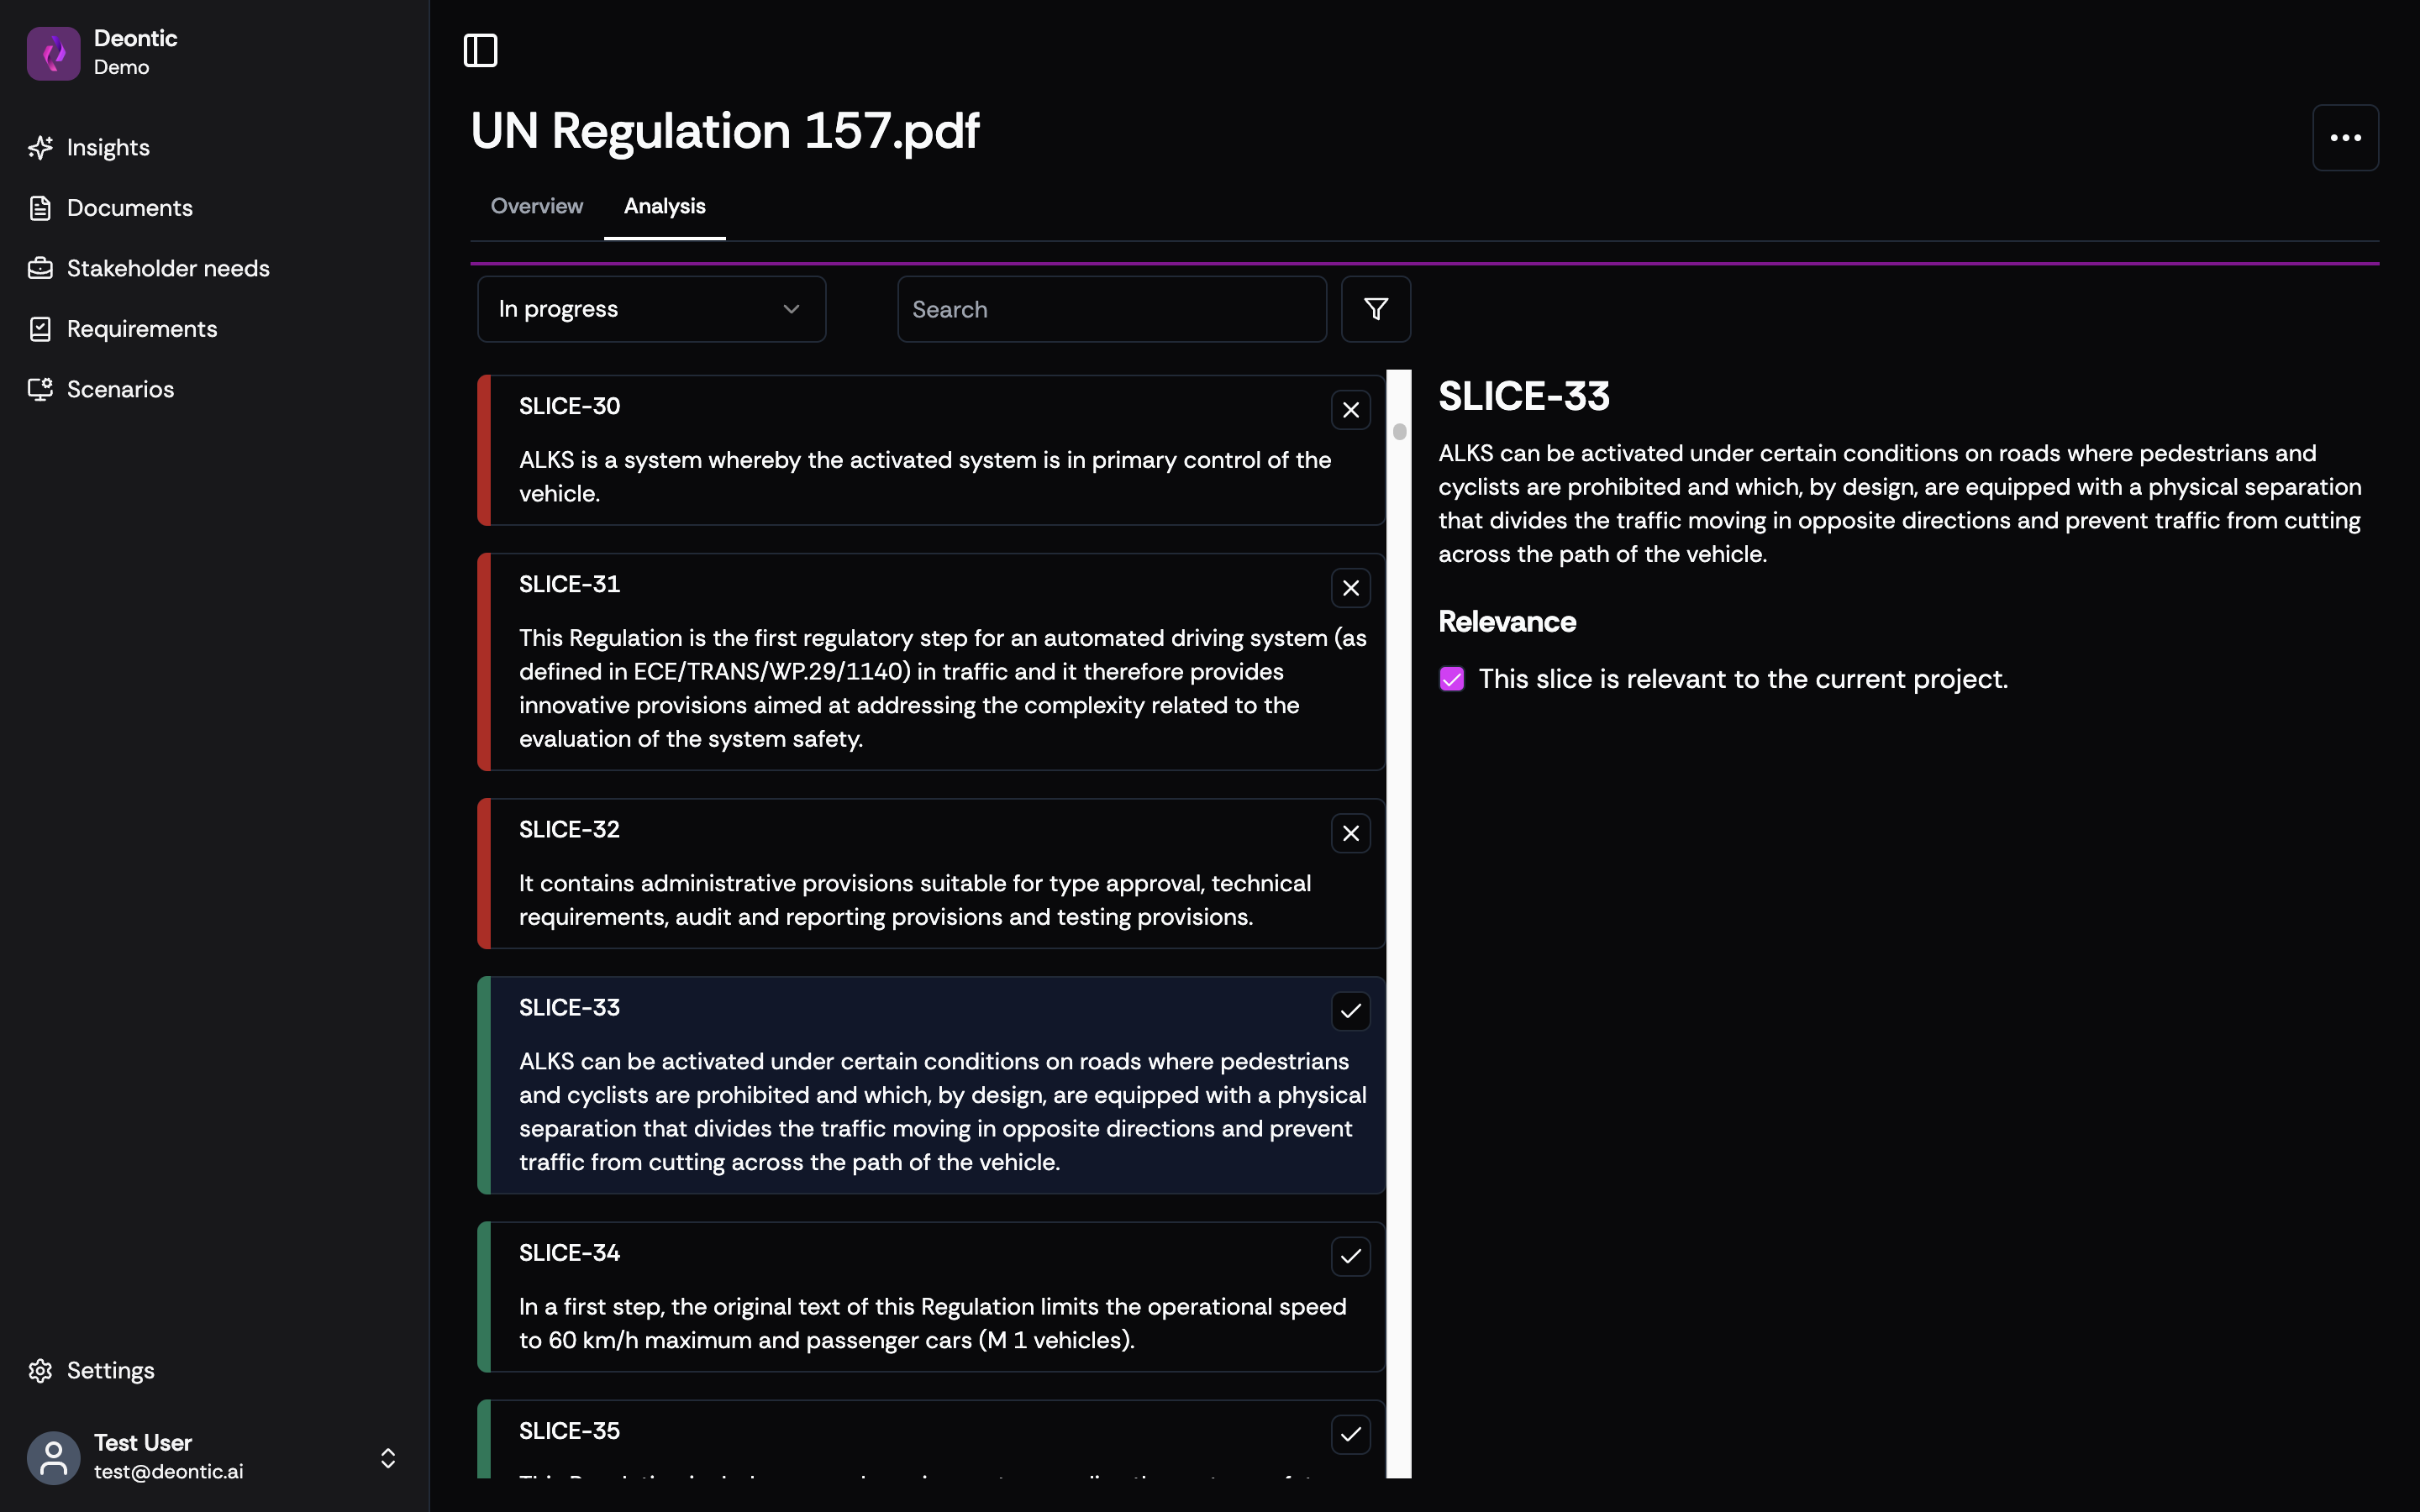 Deontic
Demo
Insights
Documents
Stakeholder needs
Requirements
Scenarios
Settings
Test User
test@deontic.ai
UN Regulation 157.pdf
Overview
Analysis
In progress
Search
SLICE-30
ALKS is a system whereby the activated system is in primary control of the
vehicle.
SLICE-31
This Regulation is the first regulatory step for an automated driving system (as
defined in ECE/TRANS/WP.29/1140) in traffic and it therefore provides
innovative provisions aimed at addressing the complexity related to the
evaluation of the system safety.
SLICE-32
It contains administrative provisions suitable for type approval, technical
requirements, audit and reporting provisions and testing provisions.
SLICE-33
ALKS can be activated under certain conditions on roads where pedestrians
and cyclists are prohibited and which, by design, are equipped with a physical
separation that divides the traffic moving in opposite directions and prevent
traffic from cutting across the path of the vehicle.
SLICE-34
In a first step, the original text of this Regulation limits the operational speed
to 60 km/h maximum and passenger cars (M 1 vehicles).
SLICE-35
SLICE-33
ALKS can be activated under certain conditions on roads where pedestrians and
cyclists are prohibited and which, by design, are equipped with a physical separation
that divides the traffic moving in opposite directions and prevent traffic from cutting
across the path of the vehicle.
Relevance
This slice is relevant to the current project.